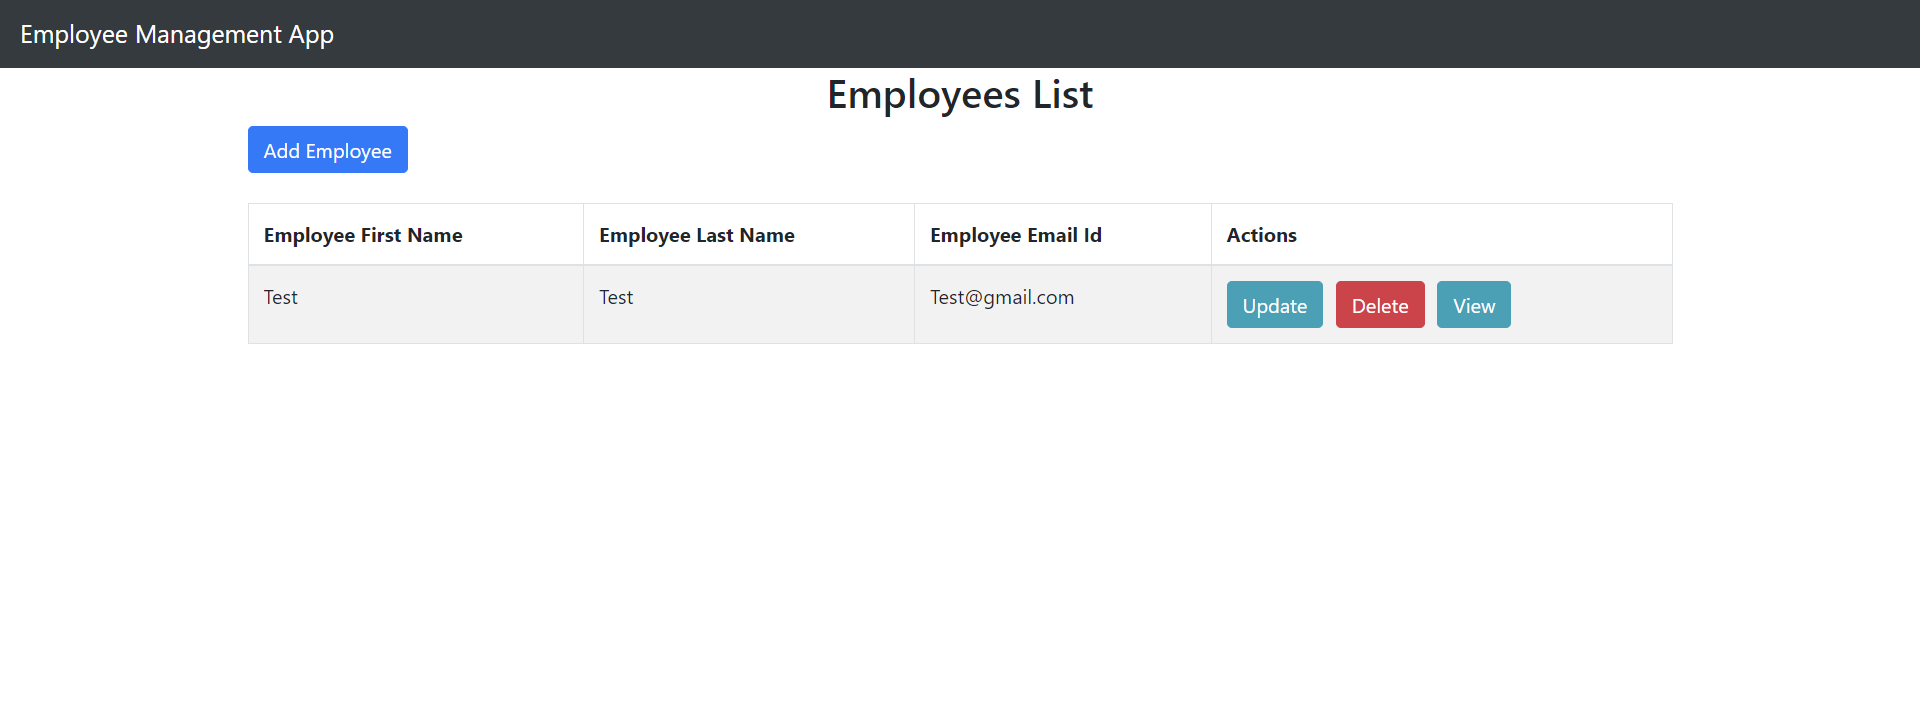 Employee Management App
Employees List
Add Employee
Employee First Name Employee Last Name Employee Email Id Actions
Test Test Test@gmail.com Update Delete View